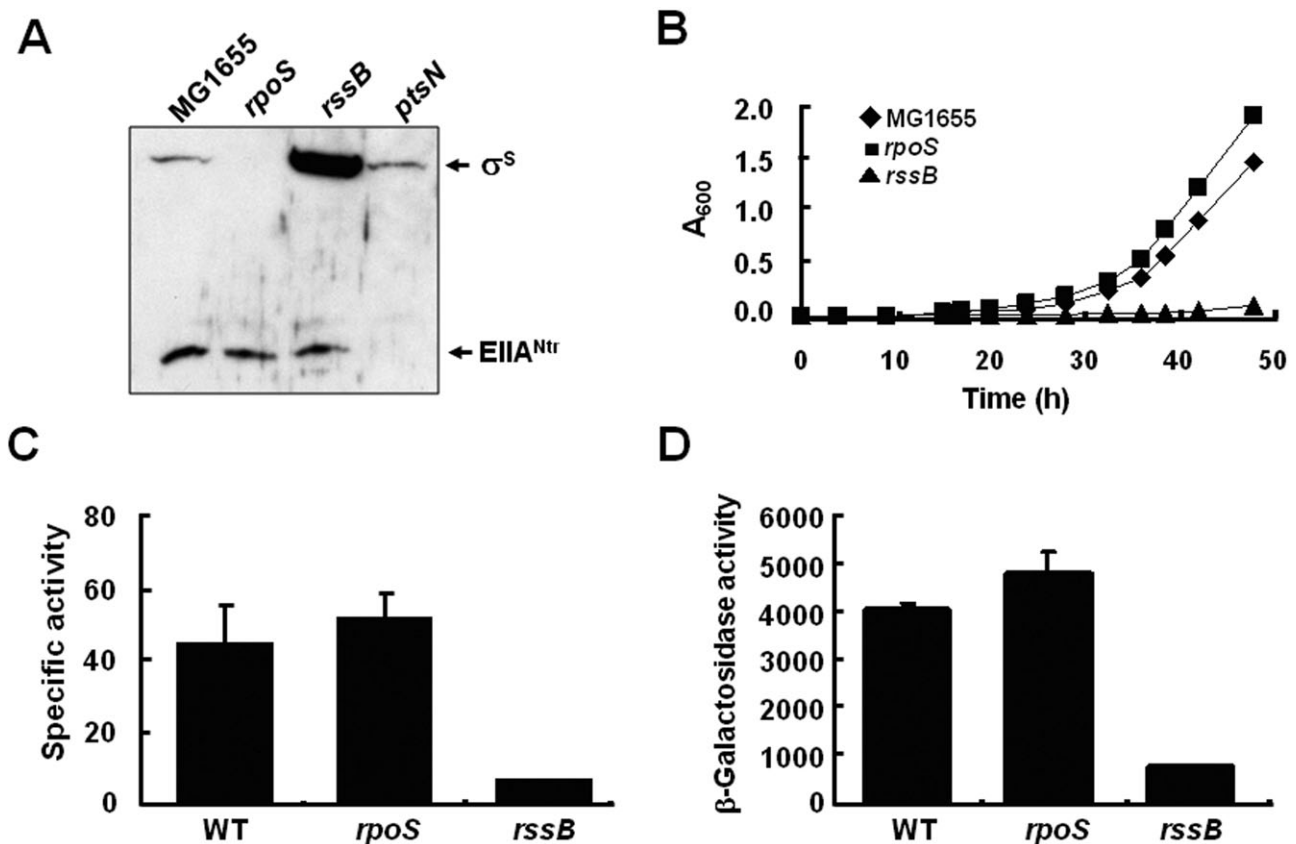 A
MG1655
rpoS
rssB
ptsN
σS
EIIANtr
B
A600
2.0
1.5
1.0
0.5
0.0
MG1655
rpoS
rssB
0 10 20 30 40 50
Time (h)
C
Specific activity
80
60
40
20
0
WT rpoS rssB
D
β-Galactosidase activity
6000
5000
4000
3000
2000
1000
0
WT rpoS rssB